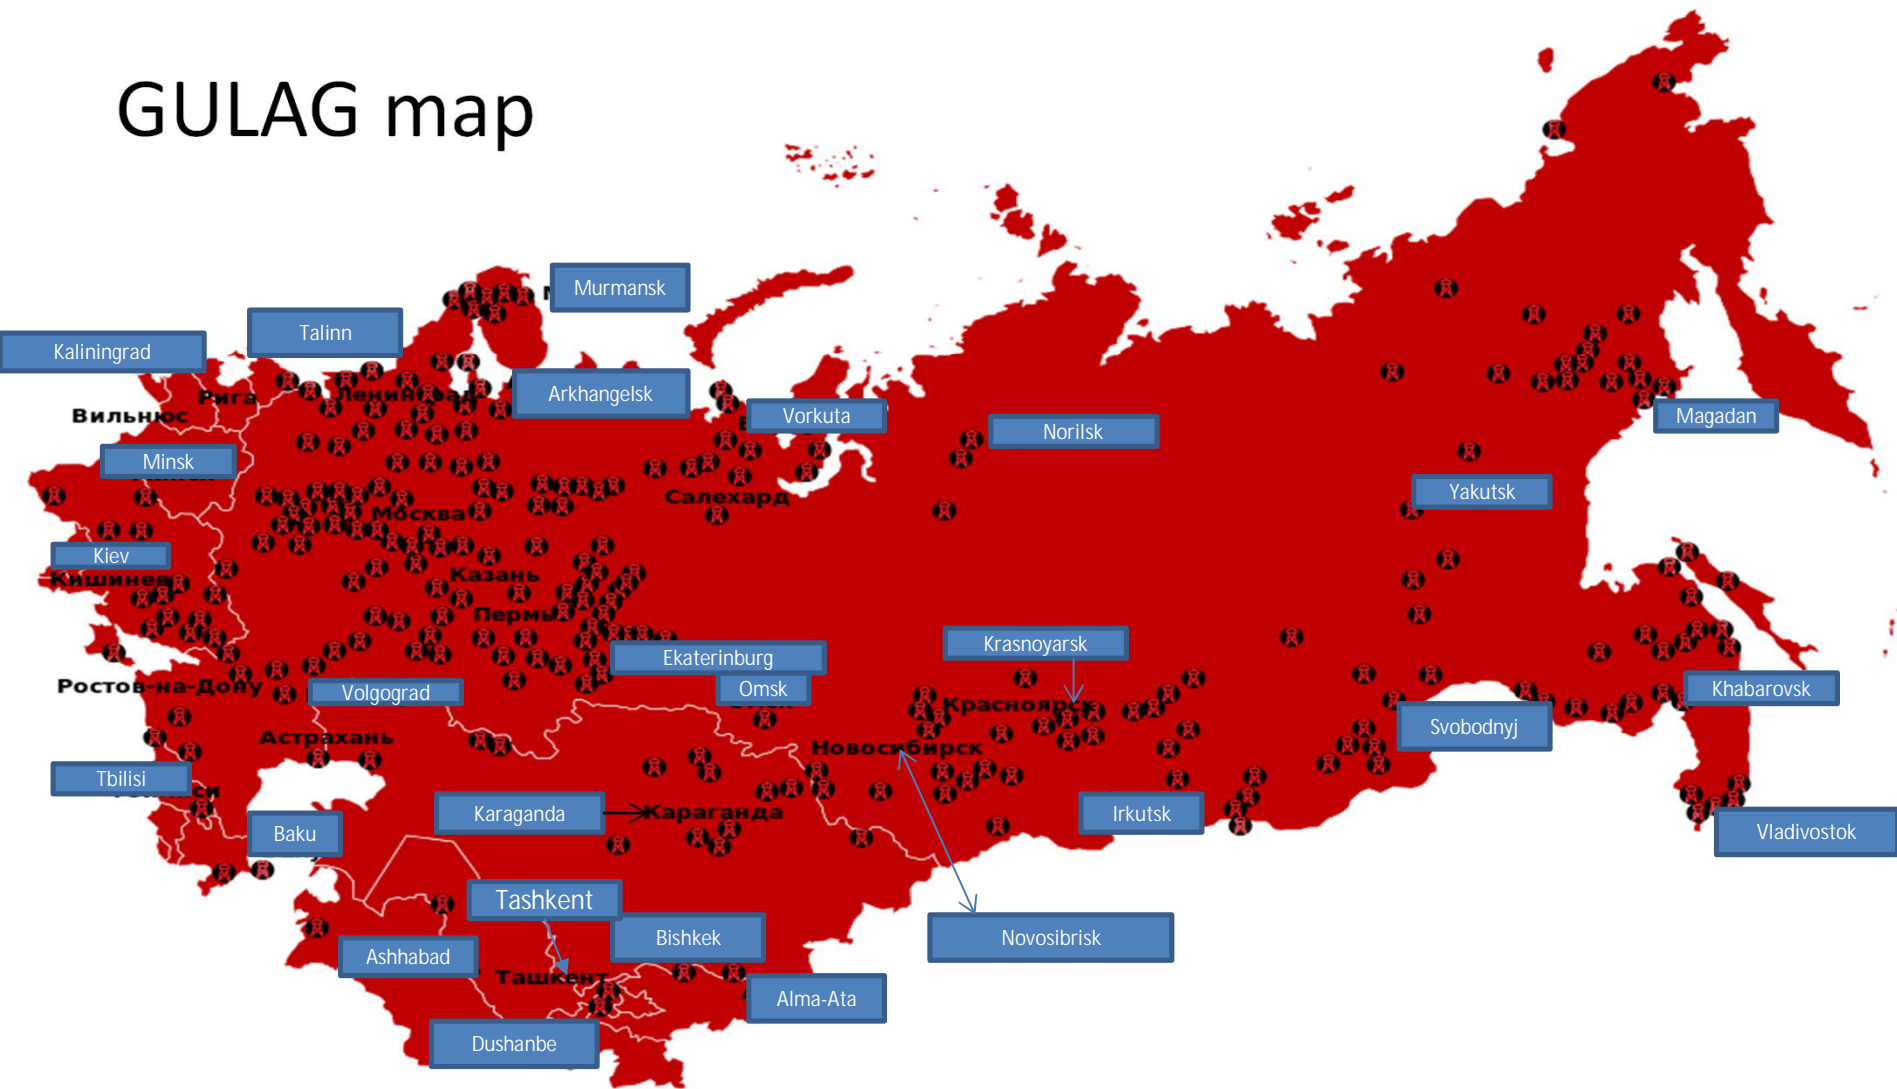 GULAG map
Murmansk
Talinn
Kaliningrad
Arkhangelsk
Рига
Ленинград
Вильнюс
Vorkuta
Norilsk
Magadan
Minsk
Салехард
Yakutsk
Москва
Kiev
Кишинев
Казань
Пермь
Krasnoyarsk
Ekaterinburg
Omsk
Ростов-на-Дону
Volgograd
Khabarovsk
Красноярск
Svobodnyj
Астрахань
Новосибирск
Tbilisi
Karaganda
Караганда
Irkutsk
Baku
Vladivostok
Tashkent
Bishkek
Novosibrisk
Ashhabad
Ташкент
Alma-Ata
Dushanbe